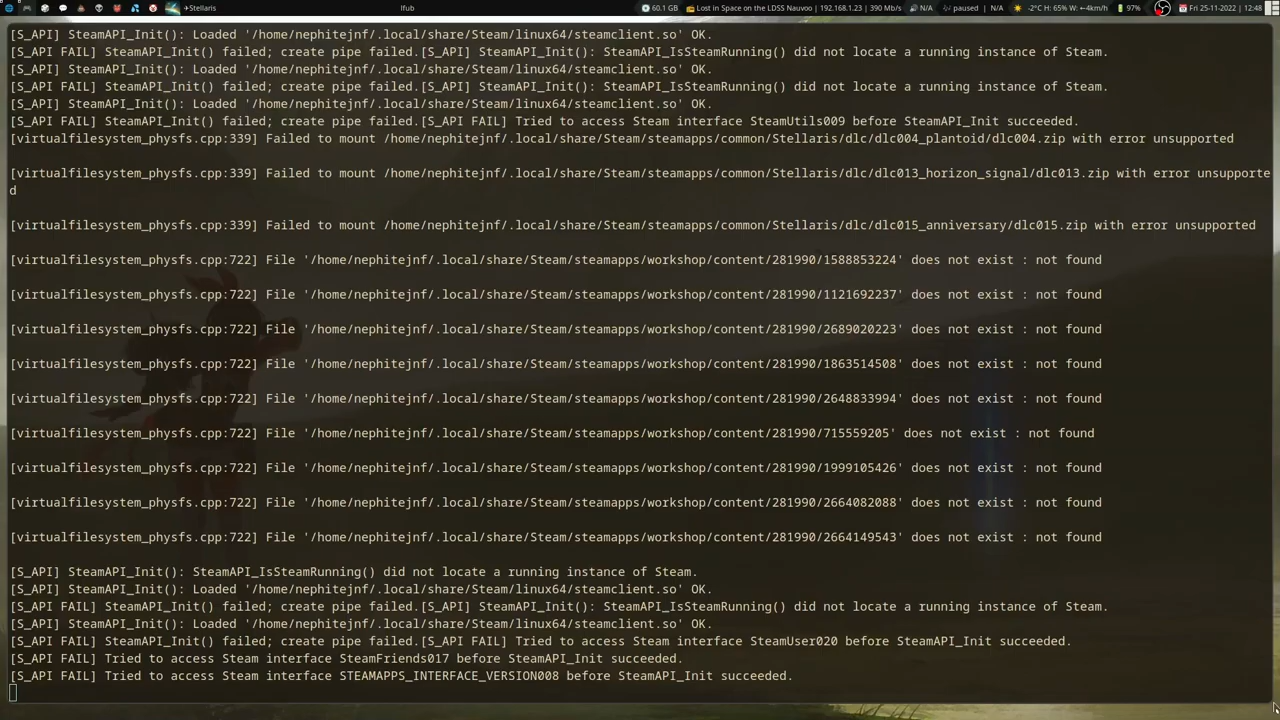 Stellaris
lfub
60.1 GB
Lost in Space on the LDSS Nauvoo | 192.168.1.23 | 390 Mb/s
N/A
paused | N/A
-2°C H: 65% W: ←4km/h
97%
Fri 25-11-2022
12:48
[S_API] SteamAPI_Init(): Loaded '/home/nephitejnf/.local/share/Steam/linux64/steamclient.so' OK.
[S_API FAIL] SteamAPI_Init() failed; create pipe failed.[S_API] SteamAPI_Init(): SteamAPI_IsSteamRunning() did not locate a running instance of Steam.
[S_API] SteamAPI_Init(): Loaded '/home/nephitejnf/.local/share/Steam/linux64/steamclient.so' OK.
[S_API FAIL] SteamAPI_Init() failed; create pipe failed.[S_API] SteamAPI_Init(): SteamAPI_IsSteamRunning() did not locate a running instance of Steam.
[S_API] SteamAPI_Init(): Loaded '/home/nephitejnf/.local/share/Steam/linux64/steamclient.so' OK.
[S_API FAIL] SteamAPI_Init() failed; create pipe failed.[S_API FAIL] Tried to access Steam interface SteamUtils009 before SteamAPI_Init succeeded.
[virtualfilesystem_physfs.cpp:339] Failed to mount /home/nephitejnf/.local/share/Steam/steamapps/common/Stellaris/dlc/dlc004_plantoid/dlc004.zip with error unsupported
[virtualfilesystem_physfs.cpp:339] Failed to mount /home/nephitejnf/.local/share/Steam/steamapps/common/Stellaris/dlc/dlc013_horizon_signal/dlc013.zip with error unsupporte
d
[virtualfilesystem_physfs.cpp:339] Failed to mount /home/nephitejnf/.local/share/Steam/steamapps/common/Stellaris/dlc/dlc015_anniversary/dlc015.zip with error unsupported
[virtualfilesystem_physfs.cpp:722] File '/home/nephitejnf/.local/share/Steam/steamapps/workshop/content/281990/1588853224' does not exist : not found
[virtualfilesystem_physfs.cpp:722] File '/home/nephitejnf/.local/share/Steam/steamapps/workshop/content/281990/1121692237' does not exist : not found
[virtualfilesystem_physfs.cpp:722] File '/home/nephitejnf/.local/share/Steam/steamapps/workshop/content/281990/2689020223' does not exist : not found
[virtualfilesystem_physfs.cpp:722] File '/home/nephitejnf/.local/share/Steam/steamapps/workshop/content/281990/1863514508' does not exist : not found
[virtualfilesystem_physfs.cpp:722] File '/home/nephitejnf/.local/share/Steam/steamapps/workshop/content/281990/2648833994' does not exist : not found
[virtualfilesystem_physfs.cpp:722] File '/home/nephitejnf/.local/share/Steam/steamapps/workshop/content/281990/715559205' does not exist : not found
[virtualfilesystem_physfs.cpp:722] File '/home/nephitejnf/.local/share/Steam/steamapps/workshop/content/281990/1999105426' does not exist : not found
[virtualfilesystem_physfs.cpp:722] File '/home/nephitejnf/.local/share/Steam/steamapps/workshop/content/281990/2664082088' does not exist : not found
[virtualfilesystem_physfs.cpp:722] File '/home/nephitejnf/.local/share/Steam/steamapps/workshop/content/281990/2664149543' does not exist : not found
[S_API] SteamAPI_Init(): SteamAPI_IsSteamRunning() did not locate a running instance of Steam.
[S_API] SteamAPI_Init(): Loaded '/home/nephitejnf/.local/share/Steam/linux64/steamclient.so' OK.
[S_API FAIL] SteamAPI_Init() failed; create pipe failed.[S_API] SteamAPI_Init(): SteamAPI_IsSteamRunning() did not locate a running instance of Steam.
[S_API] SteamAPI_Init(): Loaded '/home/nephitejnf/.local/share/Steam/linux64/steamclient.so' OK.
[S_API FAIL] SteamAPI_Init() failed; create pipe failed.[S_API FAIL] Tried to access Steam interface SteamUser020 before SteamAPI_Init succeeded.
[S_API FAIL] Tried to access Steam interface SteamFriends017 before SteamAPI_Init succeeded.
[S_API FAIL] Tried to access Steam interface STEAMAPPS_INTERFACE_VERSION008 before SteamAPI_Init succeeded.